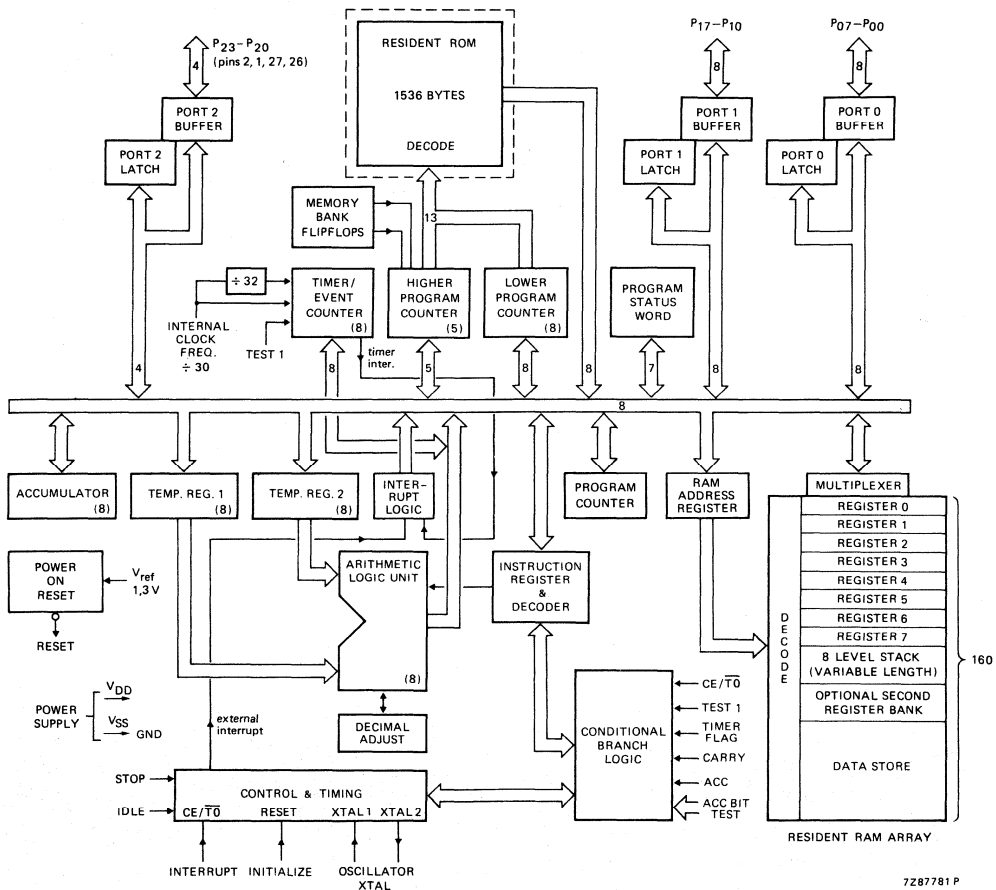 P23–P20
(pins 2, 1, 27, 26)
4
PORT 2
BUFFER
PORT 2
LATCH
4
RESIDENT ROM
1536 BYTES
DECODE
13
8
P17–P10
8
PORT 1
BUFFER
PORT 1
LATCH
8
P07–P00
8
PORT 0
BUFFER
PORT 0
LATCH
8
MEMORY
BANK
FLIPFLOPS
÷ 32
INTERNAL
CLOCK
FREQ.
÷ 30
TEST 1
TIMER/
EVENT
COUNTER
(8)
timer
inter.
8
HIGHER
PROGRAM
COUNTER
(5)
5
LOWER
PROGRAM
COUNTER
(8)
8
PROGRAM
STATUS
WORD
7
8
ACCUMULATOR
(8)
TEMP. REG. 1
(8)
TEMP. REG. 2
(8)
INTER-
RUPT
LOGIC
PROGRAM
COUNTER
RAM
ADDRESS
REGISTER
MULTIPLEXER
POWER
ON
RESET
Vref
1,3 V
RESET
ARITHMETIC
LOGIC UNIT
(8)
INSTRUCTION
REGISTER
&
DECODER
DECODE
REGISTER 0
REGISTER 1
REGISTER 2
REGISTER 3
REGISTER 4
REGISTER 5
REGISTER 6
REGISTER 7
8 LEVEL STACK
(VARIABLE LENGTH)
OPTIONAL SECOND
REGISTER BANK
DATA STORE
160
RESIDENT RAM ARRAY
POWER
SUPPLY
VDD
VSS
GND
external
interrupt
DECIMAL
ADJUST
CONDITIONAL
BRANCH
LOGIC
CE/T̅0̅
TEST 1
TIMER
FLAG
CARRY
ACC
ACC BIT
TEST
STOP
IDLE
CONTROL & TIMING
CE/T̅0̅ RESET XTAL 1 XTAL 2
INTERRUPT INITIALIZE OSCILLATOR
XTAL
7Z87781 P